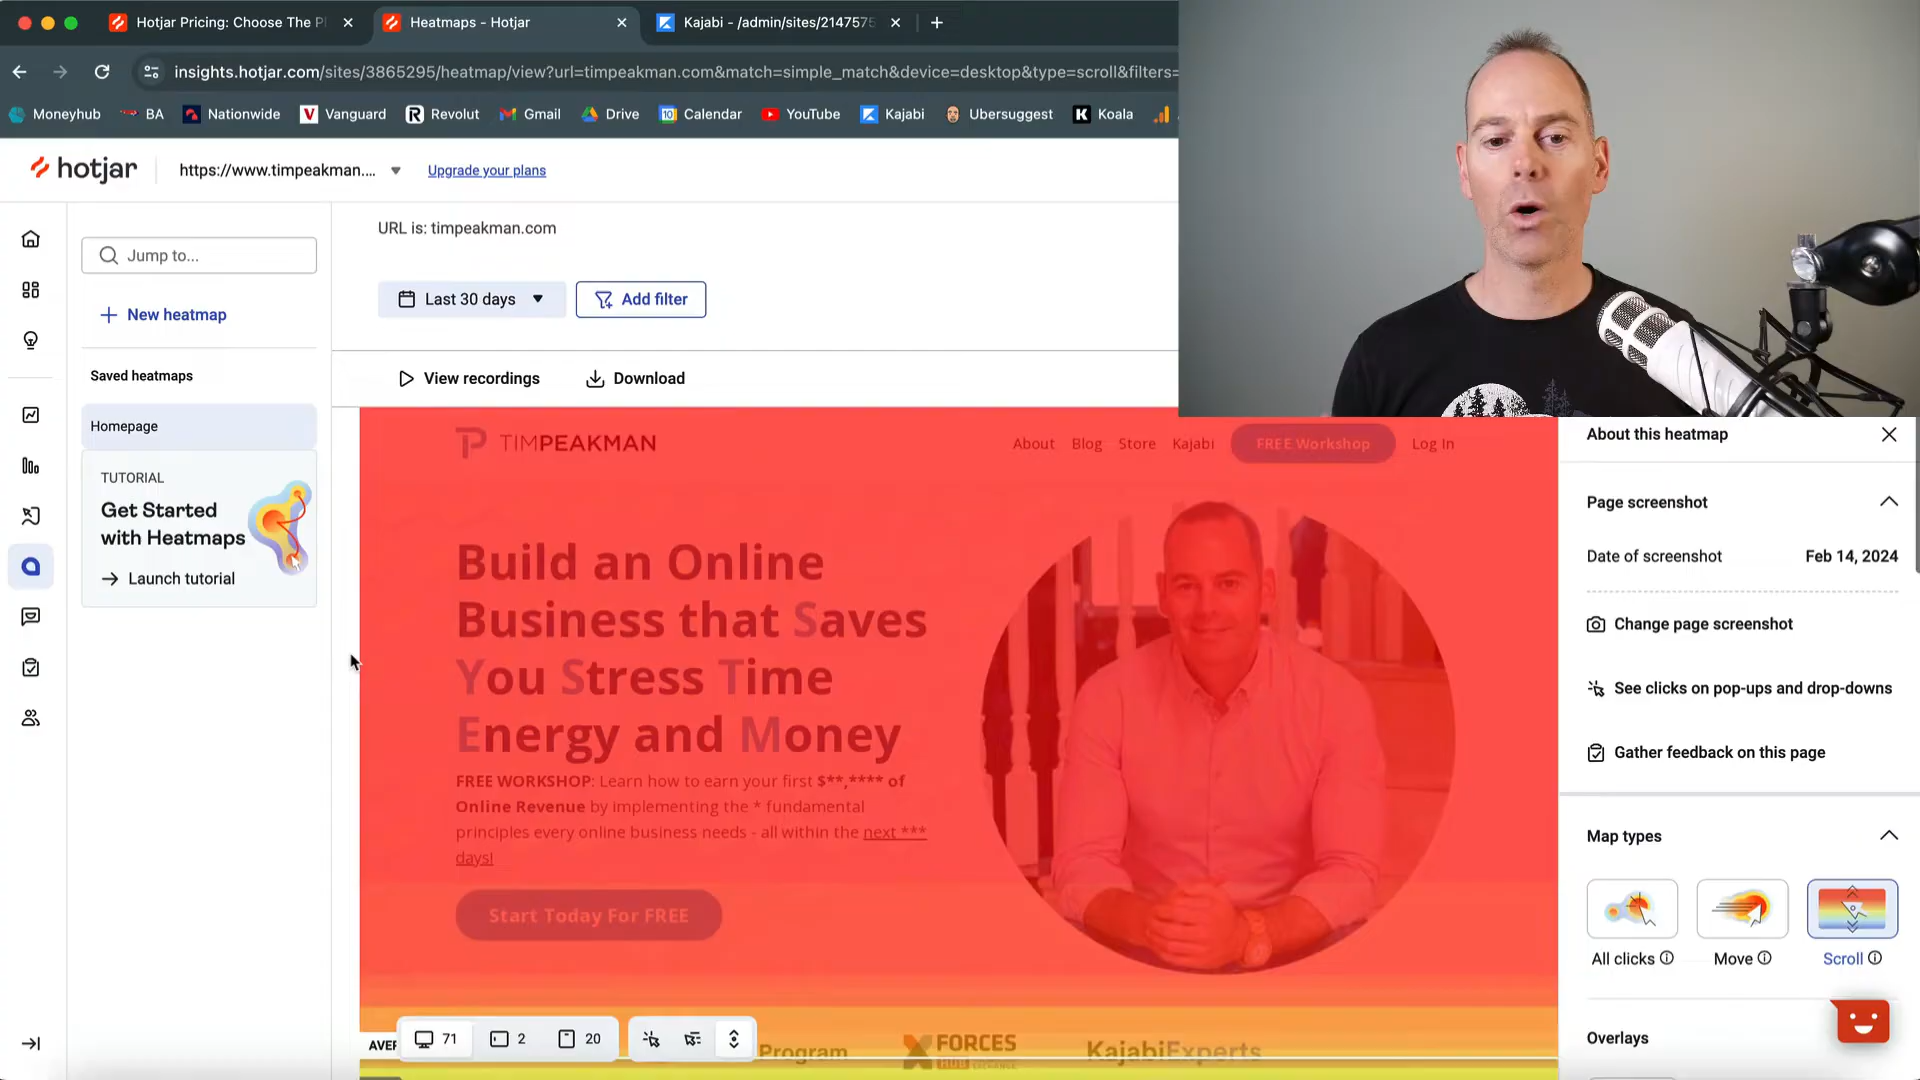 Hotjar Pricing: Choose The P
Heatmaps - Hotjar
Kajabi - /admin/sites/2147575
insights.hotjar.com/sites/3865295/heatmap/view?url=timpeakman.com&match=simple_match&device=desktop&type=scroll&filters=
Moneyhub BA Nationwide Vanguard Revolut Gmail Drive 10 Calendar YouTube Kajabi Ubersuggest Koala
hotjar https://www.timpeakman.... Upgrade your plans
URL is: timpeakman.com
Jump to...
Last 30 days Add filter
New heatmap
Saved heatmaps
View recordings Download
Homepage
TUTORIAL
Get Started
with Heatmaps
Launch tutorial
TIMPEAKMAN
About Blog Store Kajabi FREE Workshop Log In
Build an Online
Business that Saves
You Stress Time
Energy and Money
FREE WORKSHOP: Learn how to earn your first $**,**** of
Online Revenue by implementing the * fundamental
principles every online business needs - all within the next ***
days!
Start Today For FREE
AVER
71 2 20
Program
FORCES
HUB EXCHANGE
KajabiExperts
About this heatmap
Page screenshot
Date of screenshot Feb 14, 2024
Change page screenshot
See clicks on pop-ups and drop-downs
Gather feedback on this page
Map types
All clicks Move Scroll
Overlays